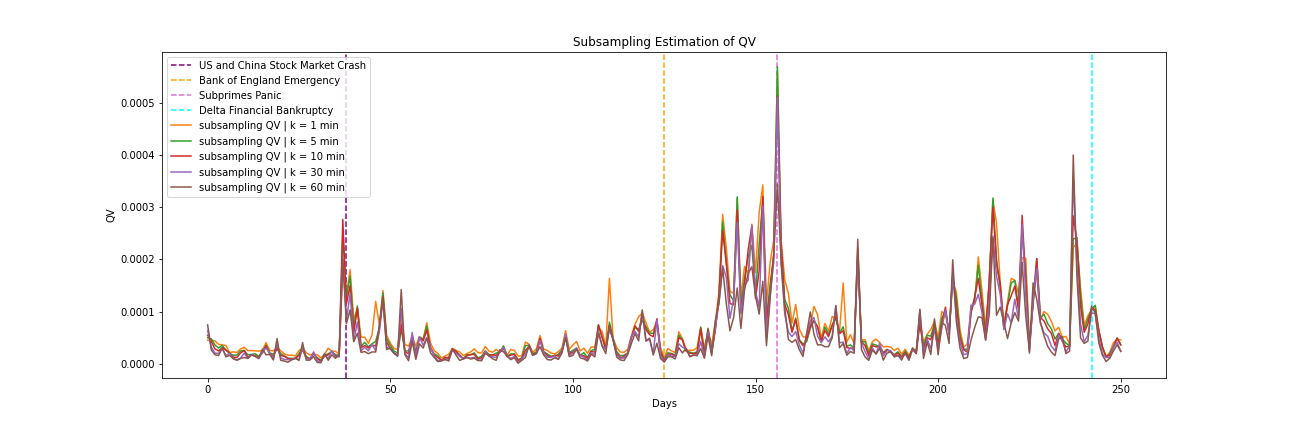 Subsampling Estimation of QV
US and China Stock Market Crash
Bank of England Emergency
Subprimes Panic
Delta Financial Bankruptcy
subsampling QV | k = 1 min
subsampling QV | k = 5 min
subsampling QV | k = 10 min
subsampling QV | k = 30 min
subsampling QV | k = 60 min
0.0005
0.0004
0.0003
0.0002
0.0001
0.0000
QV
0 50 100 150 200 250
Days